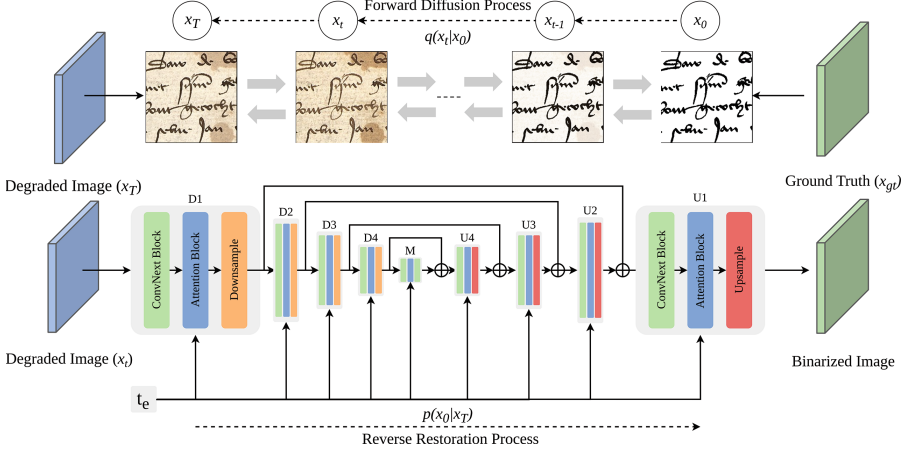 Forward Diffusion Process
x_T x_t x_{t-1} x_0
q(x_t|x_0)
Degraded Image (x_T)
Ground Truth (x_{gt})
D1
D2
D3
D4
M
U4
U3
U2
U1
ConvNext Block
Attention Block
Downsample
ConvNext Block
Attention Block
Upsample
Degraded Image (x_t)
Binarized Image
t_e
p(x_0|x_T)
Reverse Restoration Process